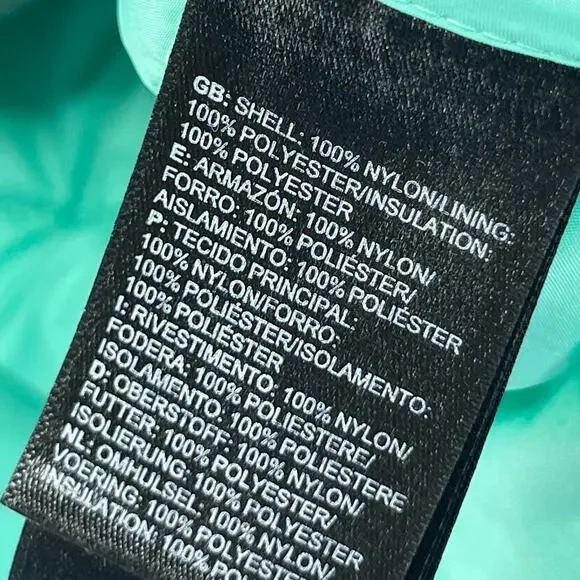 GB: SHELL: 100% NYLON/LINING:
100% POLYESTER/INSULATION:
100% POLYESTER
E: ARMAZÓN: 100% NYLON/
FORRO: 100% POLIÉSTER/
AISLAMIENTO: 100% POLIÉSTER
P: TECIDO PRINCIPAL:
100% NYLON/FORRO:
100% POLIÉSTER/ISOLAMENTO:
100% POLIÉSTER
I: RIVESTIMENTO: 100% NYLON/
FODERA: 100% POLIESTERE/
ISOLAMENTO: 100% POLIESTERE
D: OBERSTOFF: 100% NYLON/
FUTTER: 100% POLYESTER/
ISOLIERUNG: 100% POLYESTER
NL: OMHULSEL: 100% NYLON/
VOERING: 100% POLYESTER/
INSULATION: 100% POLYESTER